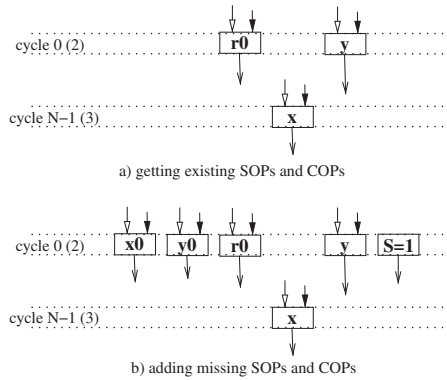 cycle 0 (2)
r0
y
cycle N−1 (3)
x
a) getting existing SOPs and COPs
cycle 0 (2)
x0
y0
r0
y
S=1
cycle N−1 (3)
x
b) adding missing SOPs and COPs